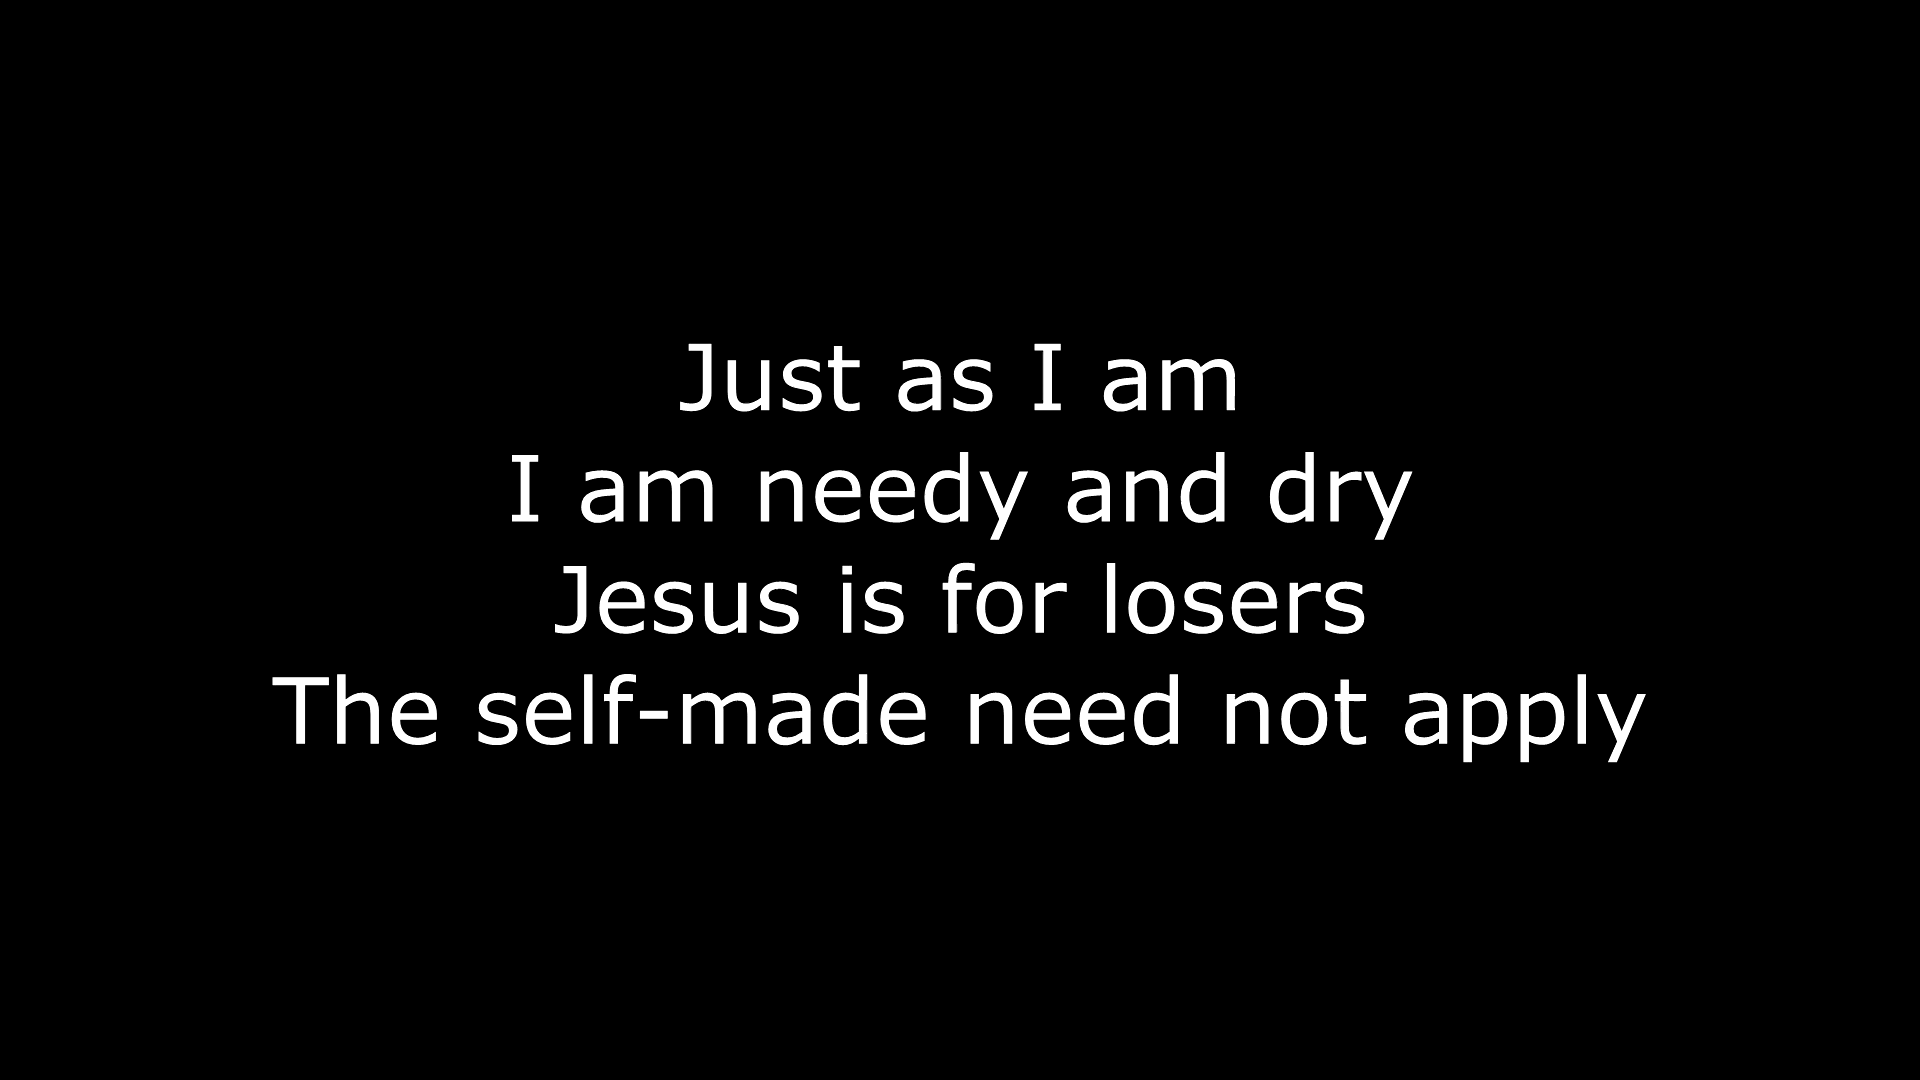 Just as I am
I am needy and dry
Jesus is for losers
The self-made need not apply